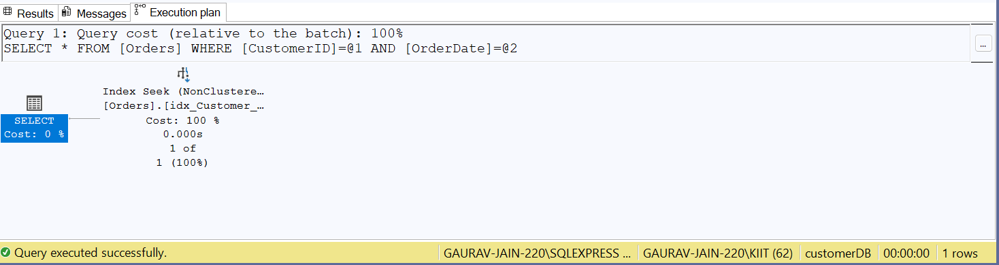 Results Messages Execution plan
Query 1: Query cost (relative to the batch): 100%
SELECT * FROM [Orders] WHERE [CustomerID]=@1 AND [OrderDate]=@2
...
Index Seek (NonClustere...
[Orders].[idx_Customer_...
SELECT
Cost: 0 %
Cost: 100 %
0.000s
1 of
1 (100%)
Query executed successfully. GAURAV-JAIN-220\SQLEXPRESS ... GAURAV-JAIN-220\KIIT (62) customerDB 00:00:00 1 rows